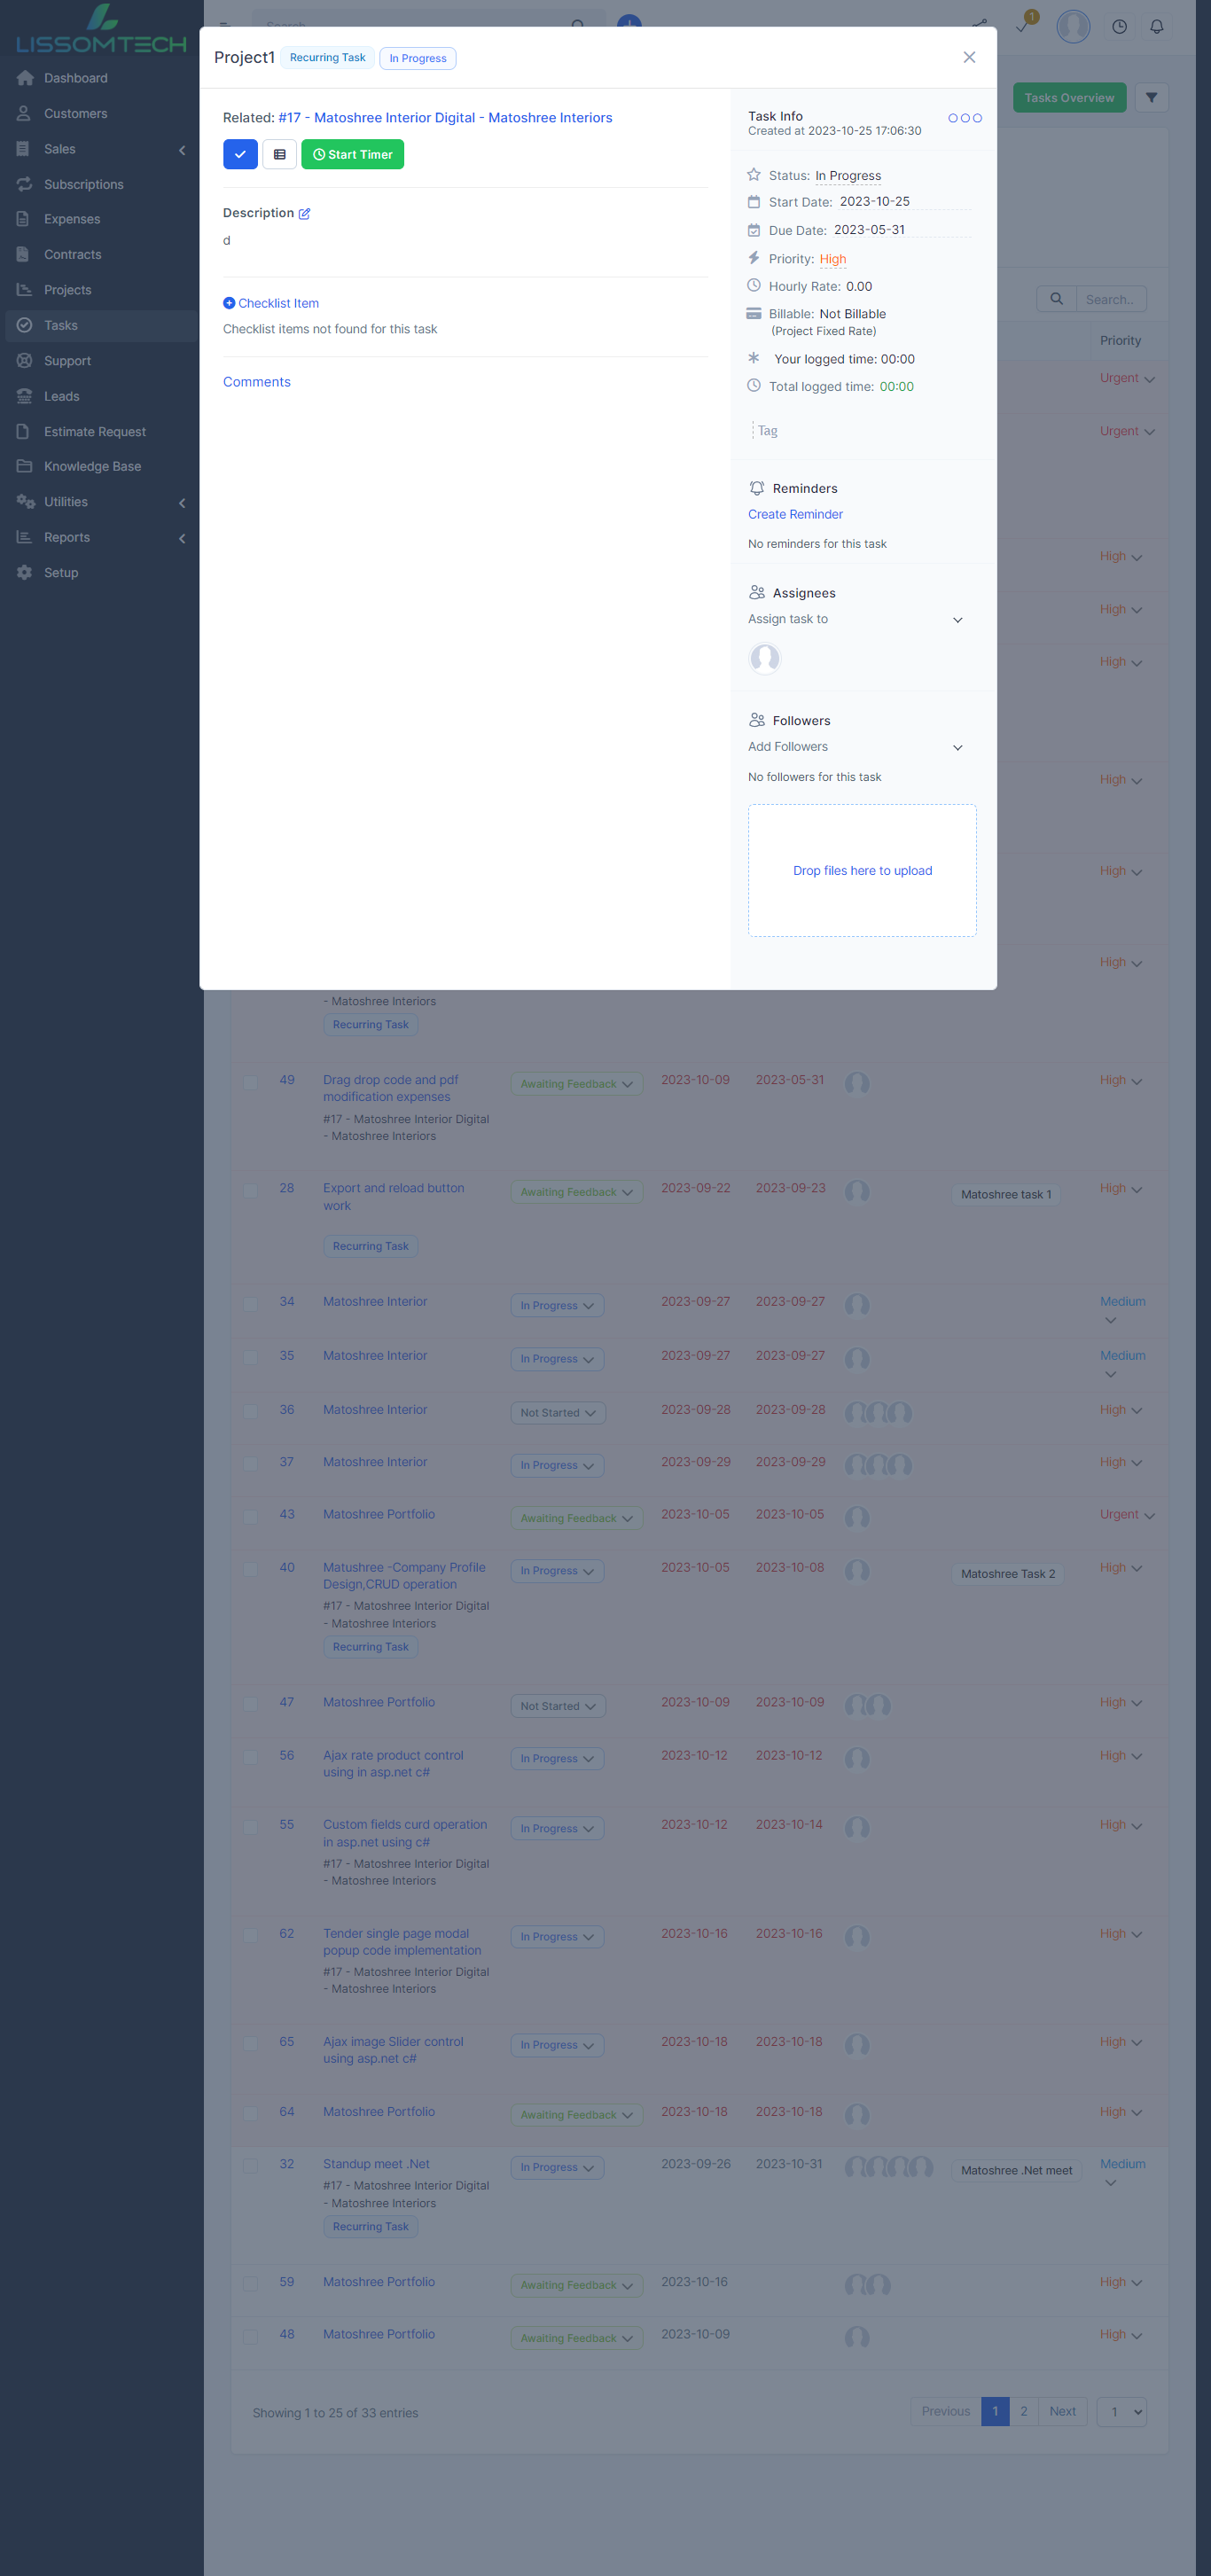 LISSOMTECH
Dashboard
Customers
Sales
Subscriptions
Expenses
Contracts
Projects
Tasks
Support
Leads
Estimate Request
Knowledge Base
Utilities
Reports
Setup
1
Tasks Overview
Search..
Priority
Urgent
Urgent
High
High
High
High
High
High
Project1 Recurring Task In Progress
Related: #17 - Matoshree Interior Digital - Matoshree Interiors
Start Timer
Description
d
Checklist Item
Checklist items not found for this task
Comments
Task Info
Created at 2023-10-25 17:06:30
Status: In Progress
Start Date: 2023-10-25
Due Date: 2023-05-31
Priority: High
Hourly Rate: 0.00
Billable: Not Billable
(Project Fixed Rate)
Your logged time: 00:00
Total logged time: 00:00
Tag
Reminders
Create Reminder
No reminders for this task
Assignees
Assign task to
Followers
Add Followers
No followers for this task
Drop files here to upload
- Matoshree Interiors
Recurring Task
49 Drag drop code and pdf Awaiting Feedback 2023-10-09 2023-05-31 High
modification expenses
#17 - Matoshree Interior Digital
- Matoshree Interiors
28 Export and reload button Awaiting Feedback 2023-09-22 2023-09-23 Matoshree task 1 High
work
Recurring Task
34 Matoshree Interior In Progress 2023-09-27 2023-09-27 Medium
35 Matoshree Interior In Progress 2023-09-27 2023-09-27 Medium
36 Matoshree Interior Not Started 2023-09-28 2023-09-28 High
37 Matoshree Interior In Progress 2023-09-29 2023-09-29 High
43 Matoshree Portfolio Awaiting Feedback 2023-10-05 2023-10-05 Urgent
40 Matushree -Company Profile In Progress 2023-10-05 2023-10-08 Matoshree Task 2 High
Design,CRUD operation
#17 - Matoshree Interior Digital
- Matoshree Interiors
Recurring Task
47 Matoshree Portfolio Not Started 2023-10-09 2023-10-09 High
56 Ajax rate product control In Progress 2023-10-12 2023-10-12 High
using in asp.net c#
55 Custom fields curd operation In Progress 2023-10-12 2023-10-14 High
in asp.net using c#
#17 - Matoshree Interior Digital
- Matoshree Interiors
62 Tender single page modal In Progress 2023-10-16 2023-10-16 High
popup code implementation
#17 - Matoshree Interior Digital
- Matoshree Interiors
65 Ajax image Slider control In Progress 2023-10-18 2023-10-18 High
using asp.net c#
64 Matoshree Portfolio Awaiting Feedback 2023-10-18 2023-10-18 High
32 Standup meet .Net In Progress 2023-09-26 2023-10-31 Matoshree .Net meet Medium
#17 - Matoshree Interior Digital
- Matoshree Interiors
Recurring Task
59 Matoshree Portfolio Awaiting Feedback 2023-10-16 High
48 Matoshree Portfolio Awaiting Feedback 2023-10-09 High
Showing 1 to 25 of 33 entries Previous 1 2 Next 1